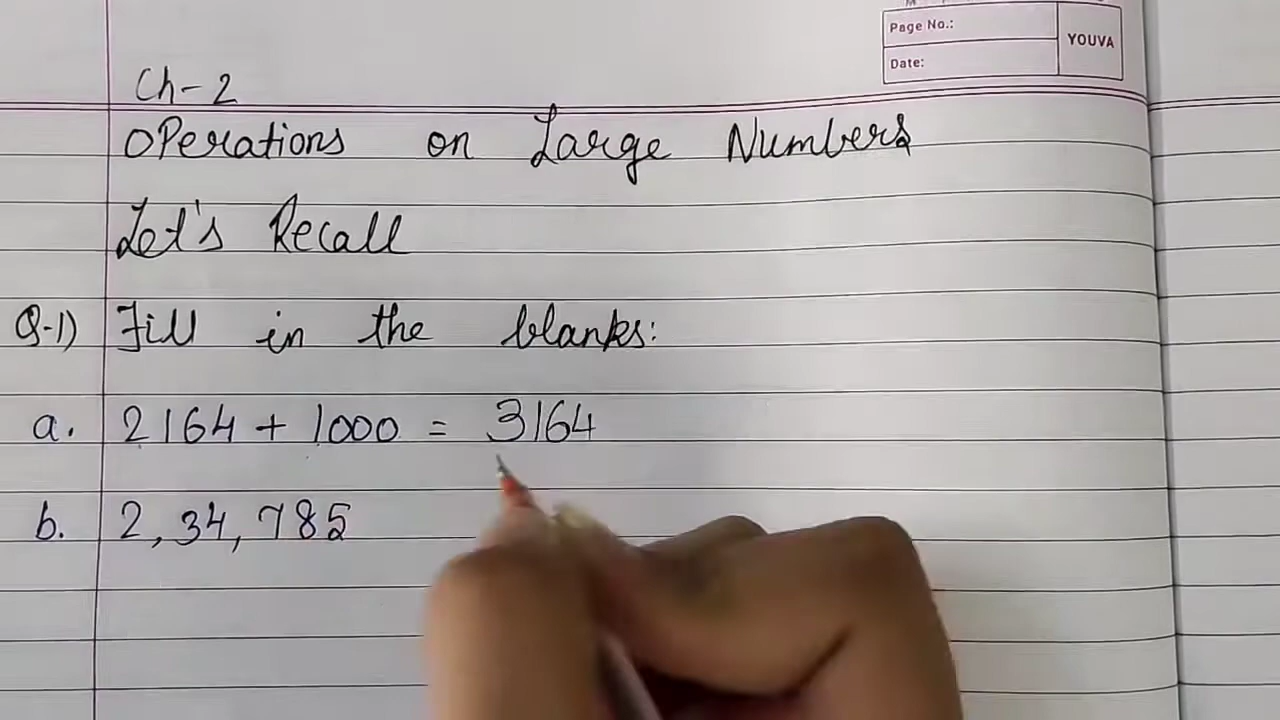 Page No.:
YOUVA
Date:
Ch-2
Operations on Large Numbers
Let's Recall
Q-1) Fill in the blanks:
a. 2164 + 1000 = 3164
b. 2,34,785